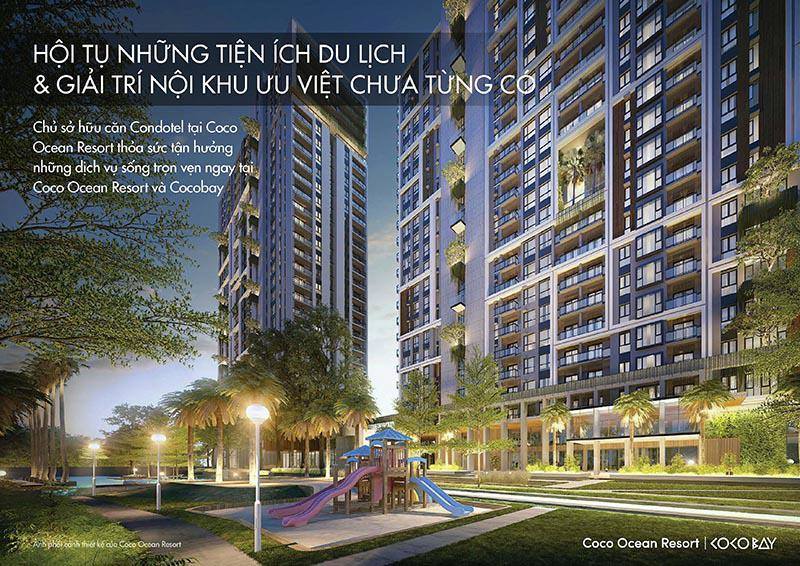 HỘI TỤ NHỮNG TIỆN ÍCH DU LỊCH
& GIẢI TRÍ NỘI KHU ƯU VIỆT CHƯA TỪNG CÓ
Chủ sở hữu căn Condotel tại Coco
Ocean Resort thỏa sức tận hưởng
những dịch vụ sống trọn vẹn ngay tại
Coco Ocean Resort và Cocobay
Ảnh phối cảnh thiết kế của Coco Ocean Resort
Coco Ocean Resort | COCOBAY